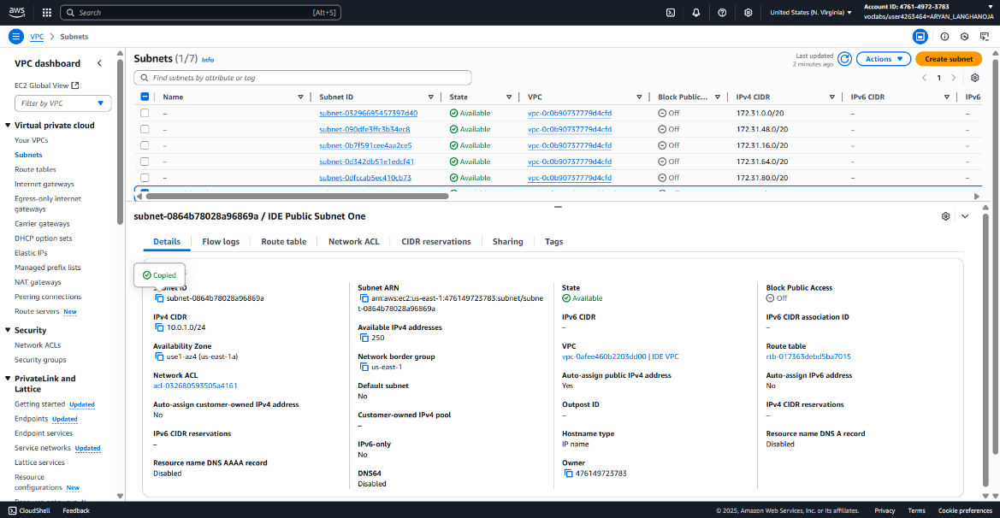 aws
Search
[Alt+S]
United States (N. Virginia)
Account ID: 4761-4972-3783
voclabs/user4263464=ARYAN_LANGHANOJA
VPC
Subnets
VPC dashboard
EC2 Global View
Filter by VPC
Virtual private cloud
Your VPCs
Subnets
Route tables
Internet gateways
Egress-only internet
gateways
Carrier gateways
DHCP option sets
Elastic IPs
Managed prefix lists
NAT gateways
Peering connections
Route servers New
Security
Network ACLs
Security groups
PrivateLink and
Lattice
Getting started Updated
Endpoints Updated
Endpoint services
Service networks Updated
Lattice services
Resource
configurations New
Subnets (1/7) Info
Last updated
2 minutes ago
Actions
Create subnet
Find subnets by attribute or tag
1
Name Subnet ID State VPC Block Public... IPv4 CIDR IPv6 CIDR IPv6
– subnet-03296695457397d40 Available vpc-0c0b90737779d4cfd Off 172.31.0.0/20 – –
– subnet-090dfe3ffc3b34ec8 Available vpc-0c0b90737779d4cfd Off 172.31.48.0/20 – –
– subnet-0b7f591cee4aa2ce5 Available vpc-0c0b90737779d4cfd Off 172.31.16.0/20 – –
– subnet-0d342db51e1edcf41 Available vpc-0c0b90737779d4cfd Off 172.31.64.0/20 – –
– subnet-0dfccab5ec410cb73 Available vpc-0c0b90737779d4cfd Off 172.31.80.0/20 – –
subnet-0864b78028a96869a / IDE Public Subnet One
Details
Flow logs
Route table
Network ACL
CIDR reservations
Sharing
Tags
Copied
Subnet ID
subnet-0864b78028a96869a
IPv4 CIDR
10.0.1.0/24
Availability Zone
use1-az4 (us-east-1a)
Network ACL
acl-032680593505a4161
Auto-assign customer-owned IPv4 address
No
IPv6 CIDR reservations
–
Resource name DNS AAAA record
Disabled
Subnet ARN
arn:aws:ec2:us-east-1:476149723783:subnet/subne
t-0864b78028a96869a
Available IPv4 addresses
250
Network border group
us-east-1
Default subnet
No
Customer-owned IPv4 pool
–
IPv6-only
No
DNS64
Disabled
State
Available
IPv6 CIDR
–
VPC
vpc-0afee460b2203dd00 | IDE VPC
Auto-assign public IPv4 address
Yes
Outpost ID
–
Hostname type
IP name
Owner
476149723783
Block Public Access
Off
IPv6 CIDR association ID
–
Route table
rtb-017363debd5ba7015
Auto-assign IPv6 address
No
IPv4 CIDR reservations
–
Resource name DNS A record
Disabled
CloudShell
Feedback
© 2025, Amazon Web Services, Inc. or its affiliates.
Privacy
Terms
Cookie preferences